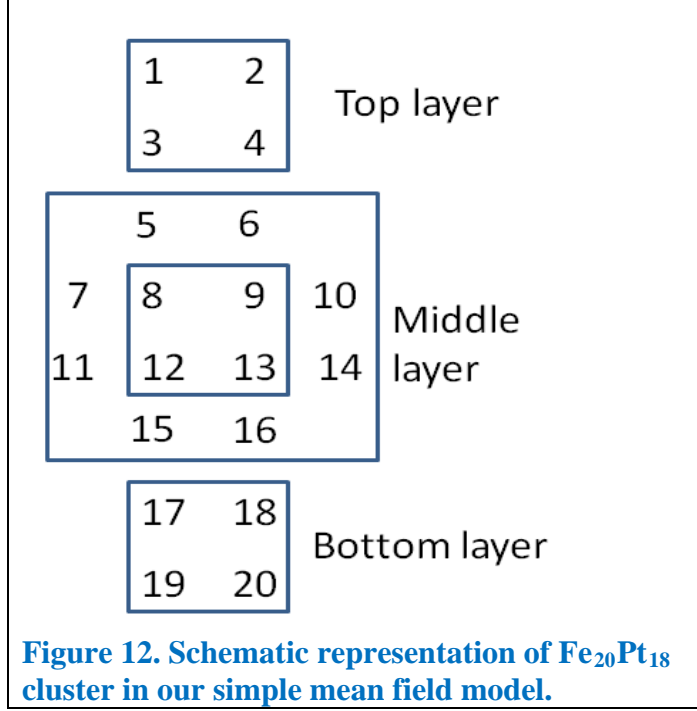 1 2
Top layer
3 4
5 6
7 8 9 10
Middle
11 12 13 14 layer
15 16
17 18
Bottom layer
19 20
Figure 12. Schematic representation of Fe₂₀Pt₁₈
cluster in our simple mean field model.